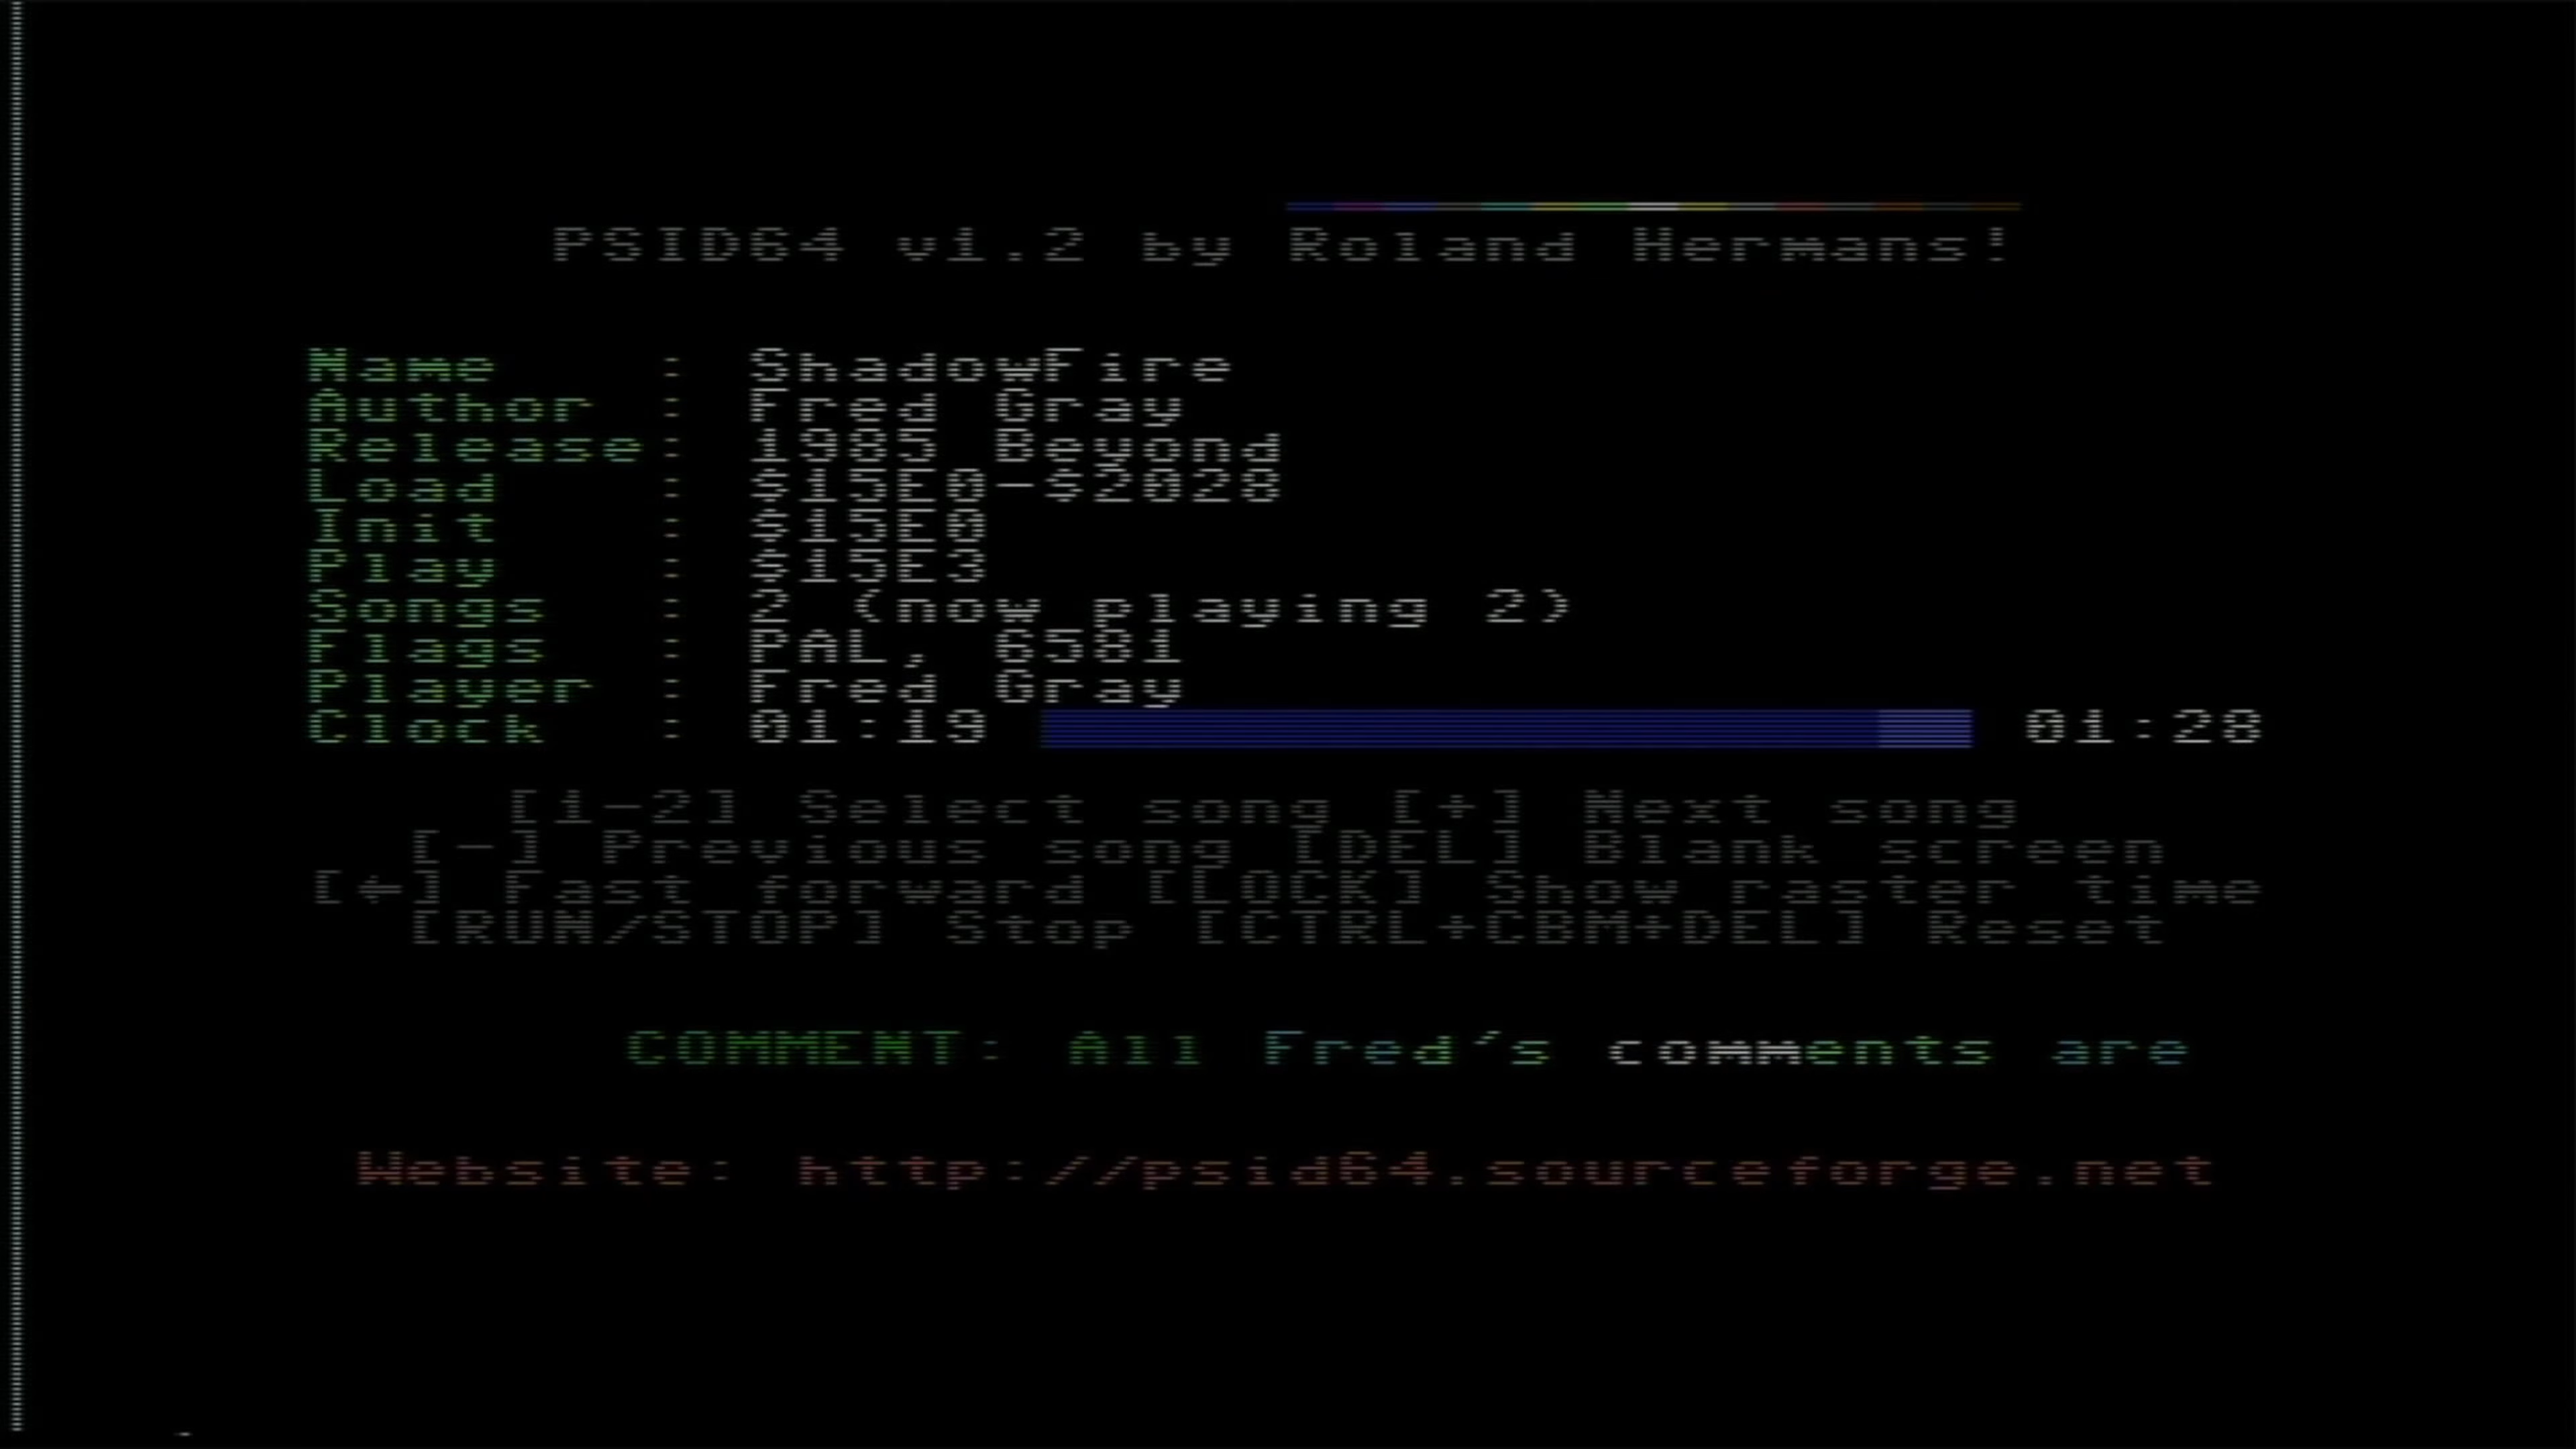 PSID64 v1.2 by Roland Hermans!
Name : ShadowFire
Author : Fred Gray
Release : 1985 Beyond
Load : $15E0-$2028
Init : $15E0
Play : $15E3
Songs : 2 (now playing 2)
Flags : PAL, 6581
Player : Fred Gray
Clock : 01:19 01:28
[1-2] Select song [+] Next song
[-] Previous song [DEL] Blank screen
[←] Fast forward [LOCK] Show raster time
[RUN/STOP] Stop [CTRL+CBM+DEL] Reset
COMMENT: All Fred's comments are
Website: http://psid64.sourceforge.net